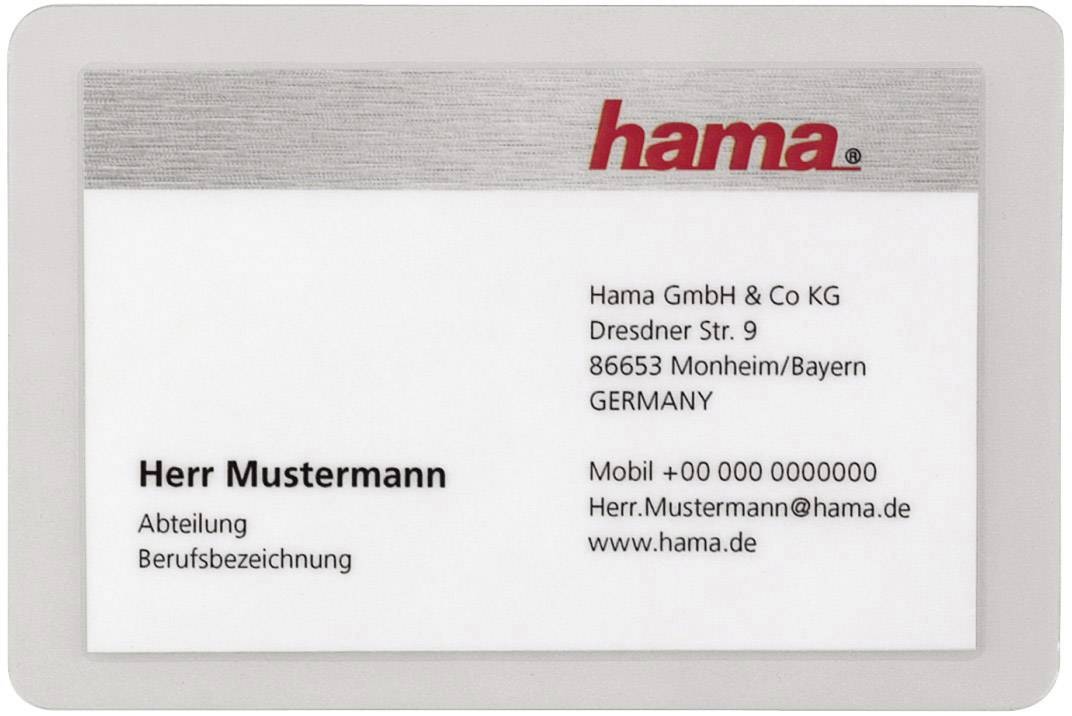 hama®
Hama GmbH & Co KG
Dresdner Str. 9
86653 Monheim/Bayern
GERMANY
Herr Mustermann
Abteilung
Berufsbezeichnung
Mobil +00 000 0000000
Herr.Mustermann@hama.de
www.hama.de